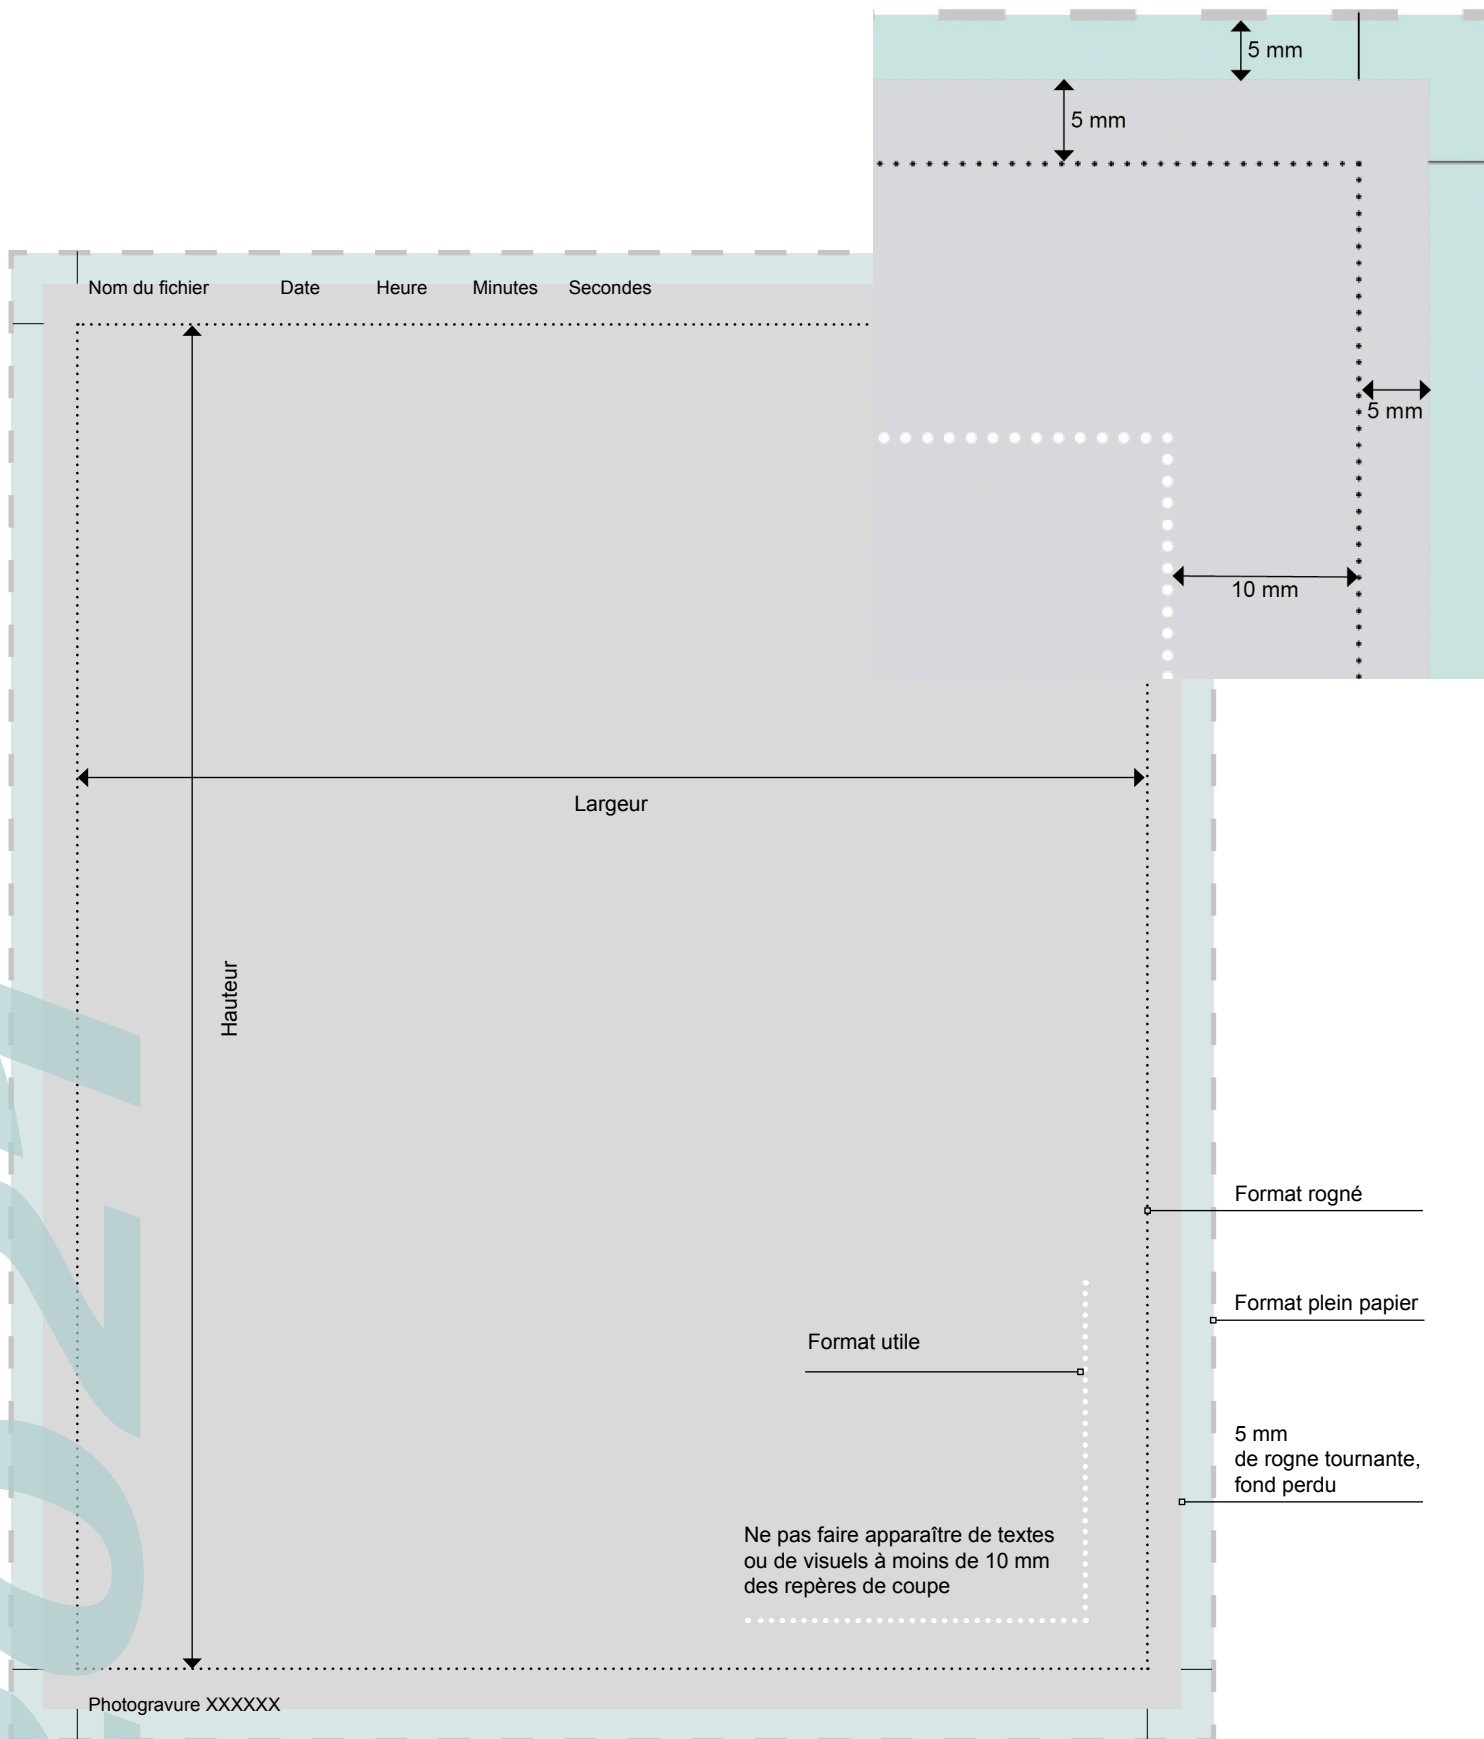 5 mm
5 mm
Nom du fichier Date Heure Minutes Secondes
5 mm
10 mm
Largeur
Hauteur
Format rogné
Format plein papier
Format utile
5 mm
de rogne tournante,
fond perdu
Ne pas faire apparaître de textes
ou de visuels à moins de 10 mm
des repères de coupe
Photogravure XXXXXX